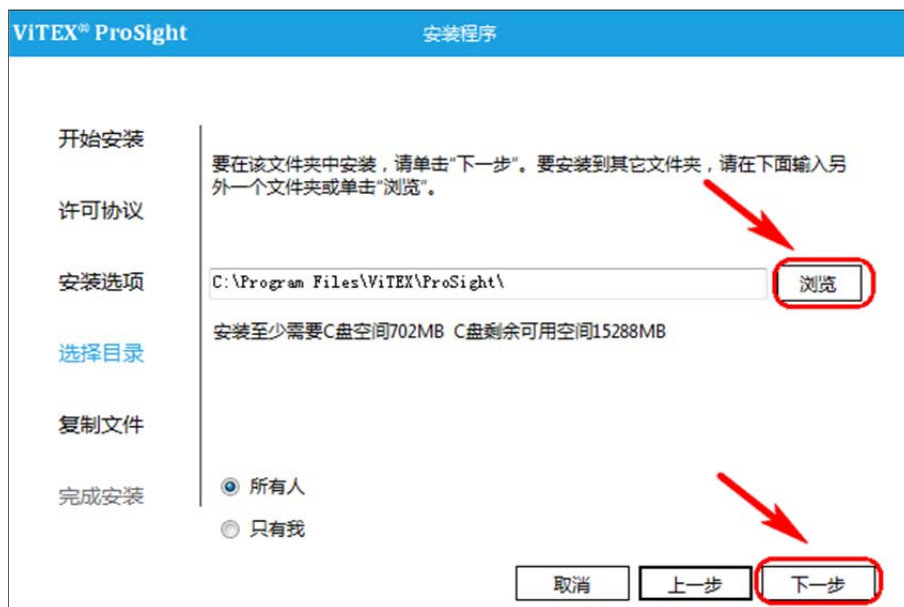 ViTEX® ProSight
安装程序
开始安装
许可协议
安装选项
选择目录
复制文件
完成安装
要在该文件夹中安装，请单击"下一步"。要安装到其它文件夹，请在下面输入另
外一个文件夹或单击"浏览"。
C:\Program Files\ViTEX\ProSight\
浏览
安装至少需要C盘空间702MB C盘剩余可用空间15288MB
所有人
只有我
取消
上一步
下一步